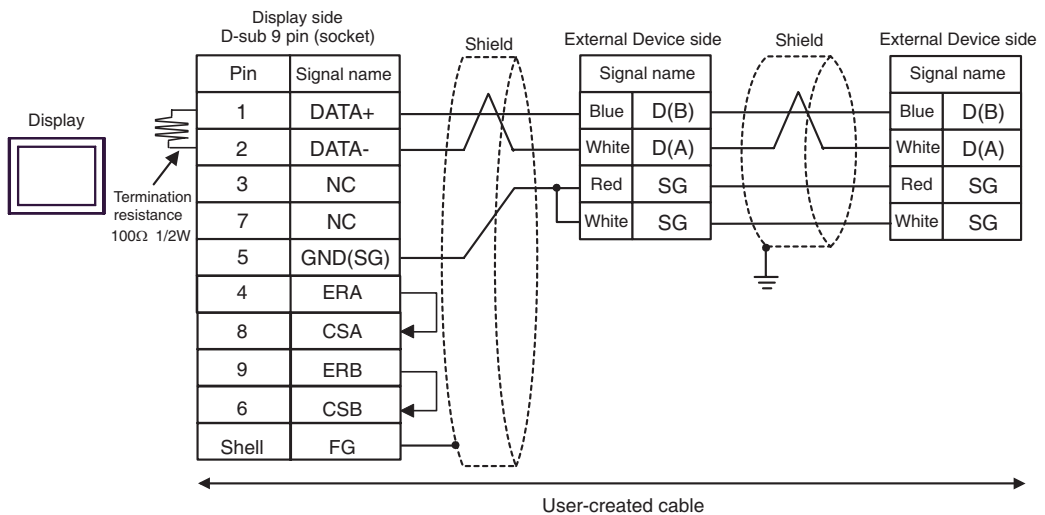 Display side
D-sub 9 pin (socket)
Shield
External Device side
Shield
External Device side
Pin Signal name
Signal name
Signal name
1 DATA+
Blue D(B)
Blue D(B)
Display
2 DATA-
White D(A)
White D(A)
3 NC
Red SG
Red SG
Termination
resistance
100Ω 1/2W
7 NC
White SG
White SG
5 GND(SG)
4 ERA
8 CSA
9 ERB
6 CSB
Shell FG
User-created cable